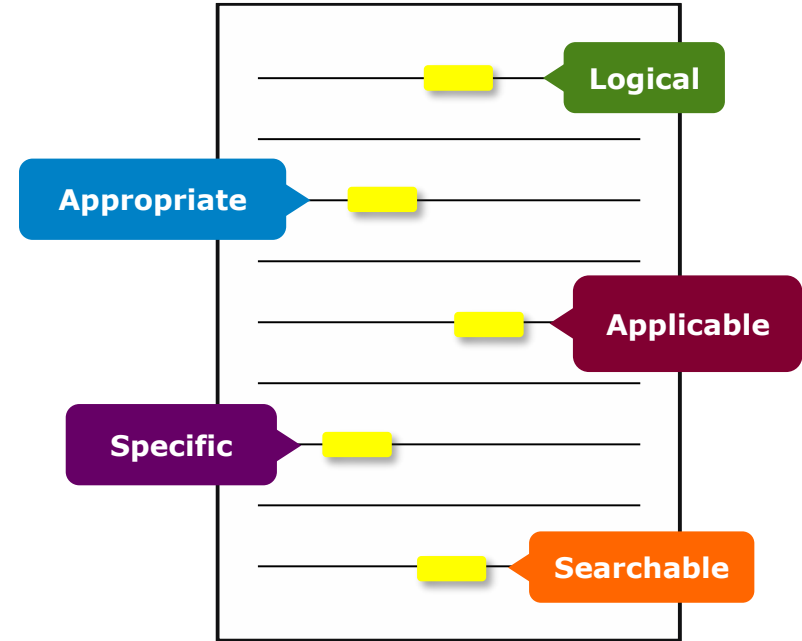 Logical
Appropriate
Applicable
Specific
Searchable